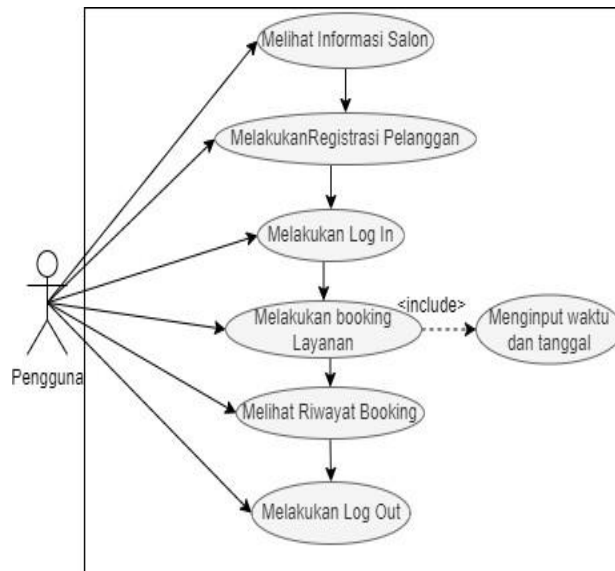 Melihat Informasi Salon
MelakukanRegistrasi Pelanggan
Melakukan Log In
Melakukan booking
Layanan
<include>
Menginput waktu
dan tanggal
Pengguna
Melihat Riwayat Booking
Melakukan Log Out